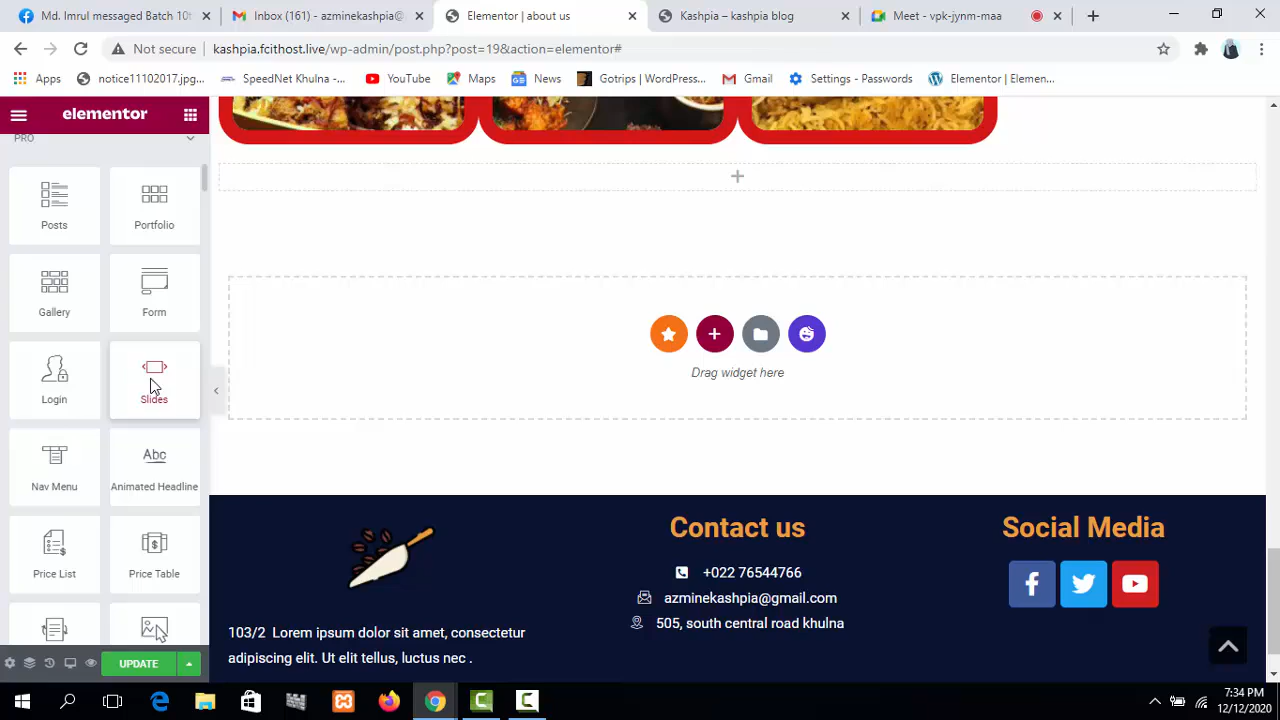 Md. Imrul messaged Batch 10
Inbox (161) - azminekashpia@
Elementor | about us
Kashpia – kashpia blog
Meet - vpk-jynm-maa
Not secure
kashpia.fcithost.live/wp-admin/post.php?post=19&action=elementor#
Apps
notice11102017.jpg...
SpeedNet Khulna -...
YouTube
Maps
News
Gotrips | WordPress...
Gmail
Settings - Passwords
Elementor | Elemen...
elementor
PRO
Posts
Portfolio
Gallery
Form
Login
Slides
Nav Menu
Abc
Animated Headline
Price List
Price Table
UPDATE
Drag widget here
103/2 Lorem ipsum dolor sit amet, consectetur
adipiscing elit. Ut elit tellus, luctus nec .
Contact us
+022 76544766
azminekashpia@gmail.com
505, south central road khulna
Social Media
7:34 PM
12/12/2020